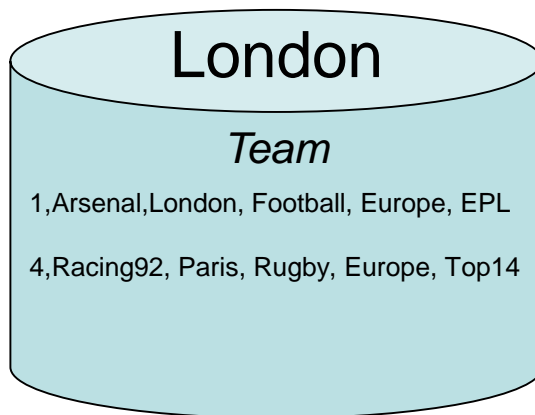 London
Team
1,Arsenal,London, Football, Europe, EPL
4,Racing92, Paris, Rugby, Europe, Top14